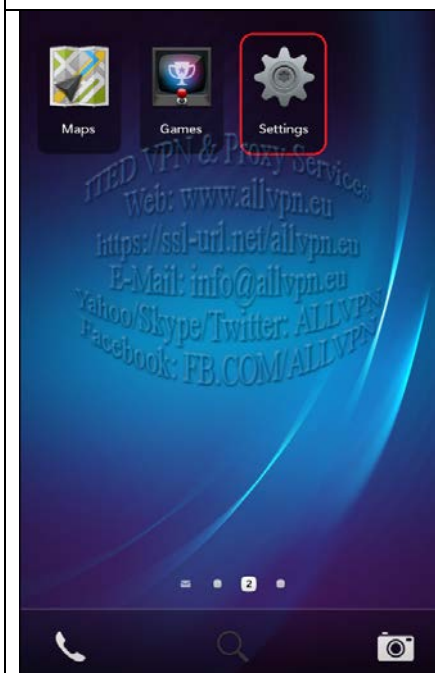 Maps Games Settings
ITED VPN & Proxy Services
Web: www.allvpn.eu
https://ssl-url.net/allvpn.eu
E-Mail: info@allvpn.eu
Yahoo/Skype/Twitter: ALLVPN
Facebook: FB.COM/ALLVPN
2